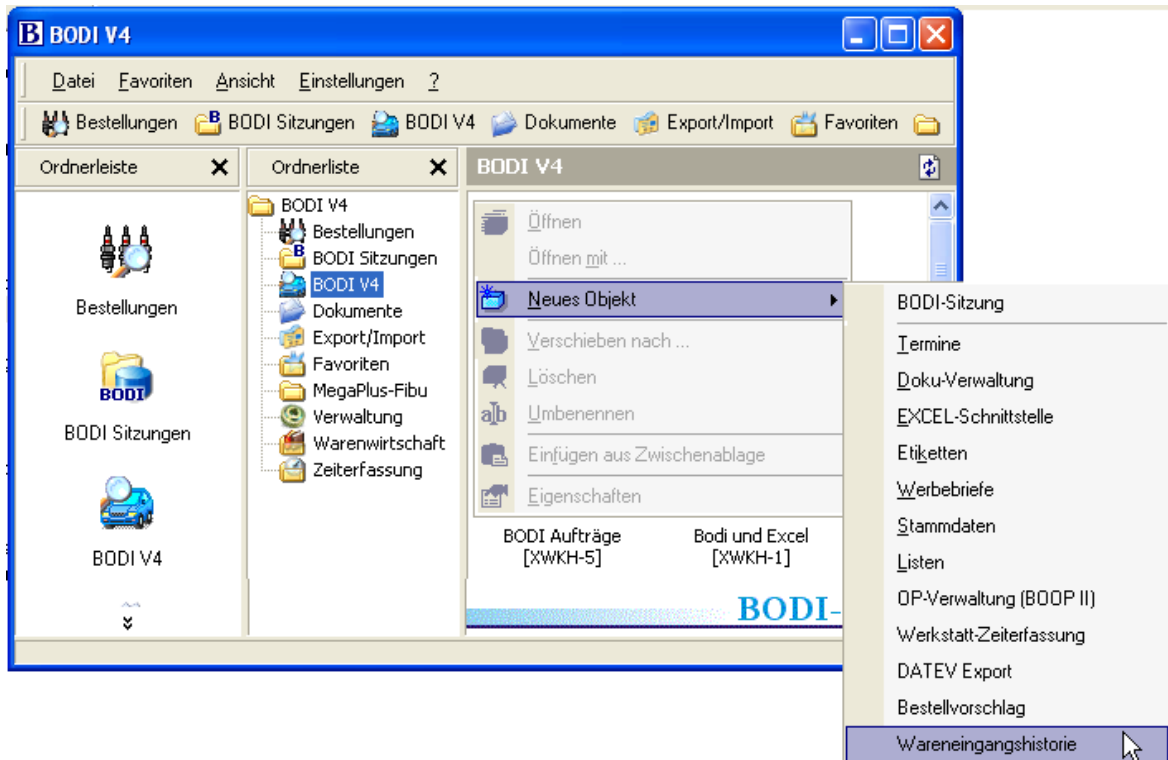 B BODI V4
Datei Favoriten Ansicht Einstellungen ?
Bestellungen B BODI Sitzungen BODI V4 Dokumente Export/Import Favoriten
Ordnerleiste
Bestellungen
BODI
BODI Sitzungen
BODI V4
Ordnerliste
BODI V4
Bestellungen
B BODI Sitzungen
BODI V4
Dokumente
Export/Import
Favoriten
MegaPlus-Fibu
Verwaltung
Warenwirtschaft
Zeiterfassung
BODI V4
Öffnen
Öffnen mit ...
Neues Objekt
Verschieben nach ...
Löschen
Umbenennen
Einfügen aus Zwischenablage
Eigenschaften
BODI Aufträge
[XWKH-5]
Bodi und Excel
[XWKH-1]
BODI-
BODI-Sitzung
Termine
Doku-Verwaltung
EXCEL-Schnittstelle
Etiketten
Werbebriefe
Stammdaten
Listen
OP-Verwaltung (BOOP II)
Werkstatt-Zeiterfassung
DATEV Export
Bestellvorschlag
Wareneingangshistorie